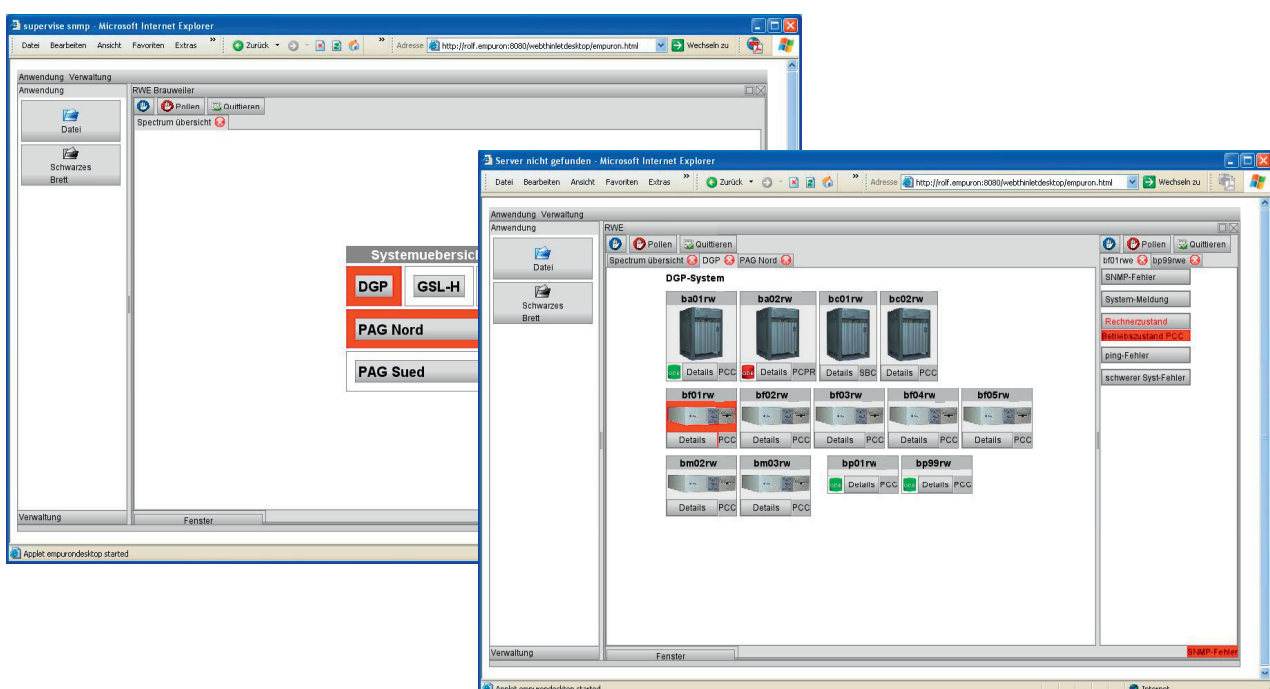 supervise snmp - Microsoft Internet Explorer
Datei Bearbeiten Ansicht Favoriten Extras » Zurück » Adresse http://rolf.empuron:8080/webthinletdesktop/empuron.html Wechseln zu
Anwendung Verwaltung
Anwendung
RWE Brauweiler
Pollen Quittieren
Spectrum übersicht
Datei
Schwarzes
Brett
Systemuebersic
DGP GSL-H
PAG Nord
PAG Sued
Verwaltung
Fenster
Applet empurondesktop started
Server nicht gefunden - Microsoft Internet Explorer
Datei Bearbeiten Ansicht Favoriten Extras » Zurück » Adresse http://rolf.empuron:8080/webthinletdesktop/empuron.html Wechseln zu
Anwendung Verwaltung
Anwendung
RWE
Pollen Quittieren
Pollen Quittieren
Spectrum übersicht DGP PAG Nord
bf01rwe bp99rwe
Datei
Schwarzes
Brett
DGP-System
ba01rw ba02rw bc01rw bc02rw
Details PCC Details PCPR Details SBC Details PCC
bf01rw bf02rw bf03rw bf04rw bf05rw
Details PCC Details PCC Details PCC Details PCC Details PCC
bm02rw bm03rw bp01rw bp99rw
Details PCC Details PCC
Details PCC Details PCC
SNMP-Fehler
System-Meldung
Rechnerzustand
Betriebszustand PCC
ping-Fehler
schwerer Syst-Fehler
Verwaltung
Fenster
SNMP-Fehler
Applet empurondesktop started
Internet